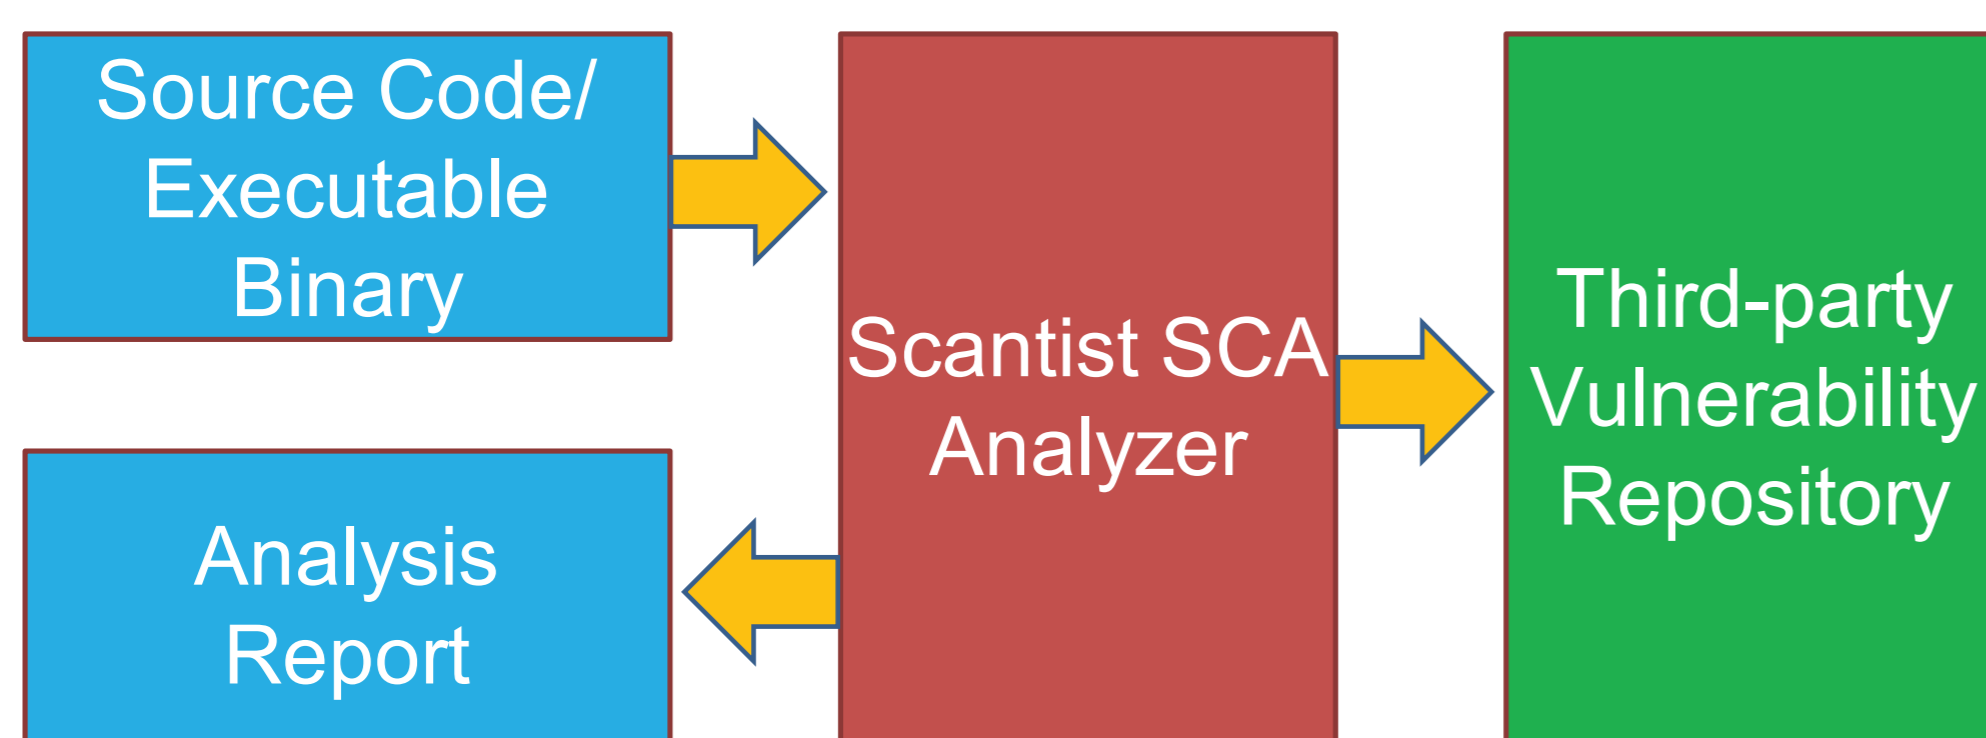 Source Code/
Executable
Binary
Analysis
Report
Scantist SCA
Analyzer
Third-party
Vulnerability
Repository